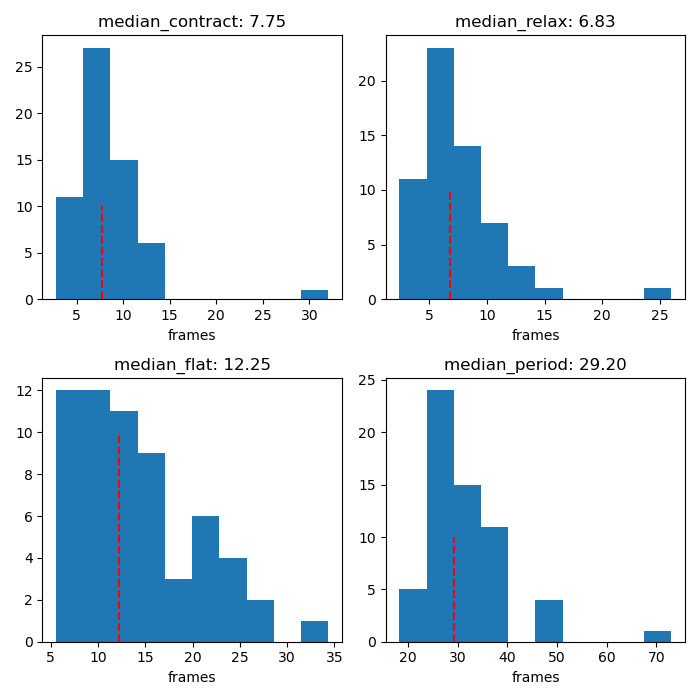 median_contract: 7.75
25
20
15
10
5
0
5 10 15 20 25 30
frames
median_relax: 6.83
20
15
10
5
0
5 10 15 20 25
frames
median_flat: 12.25
12
10
8
6
4
2
0
5 10 15 20 25 30 35
frames
median_period: 29.20
25
20
15
10
5
0
20 30 40 50 60 70
frames